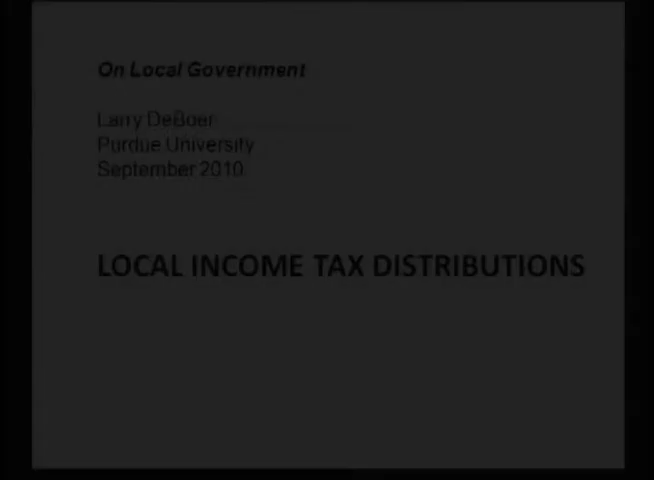 On Local Government
Larry DeBoer
Purdue University
September 2010
LOCAL INCOME TAX DISTRIBUTIONS